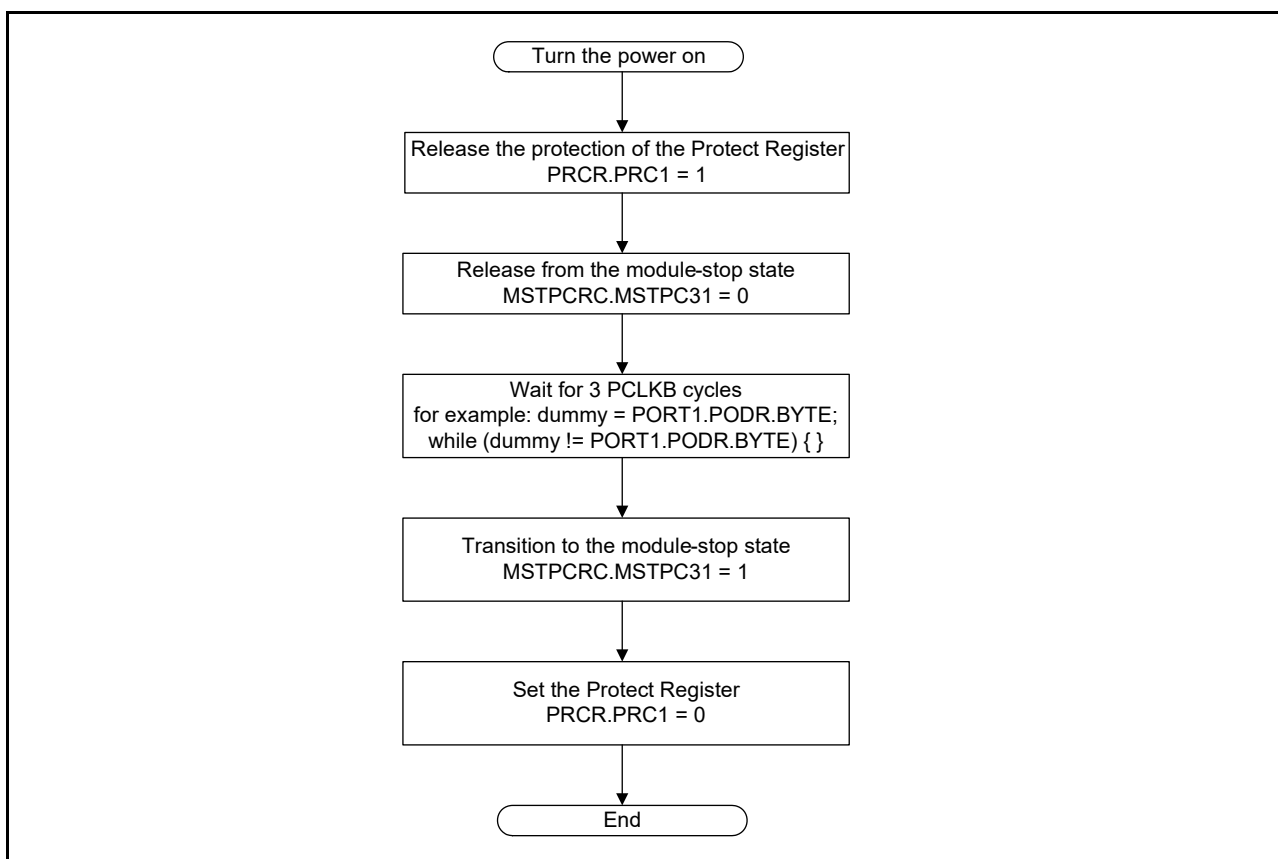 Turn the power on
Release the protection of the Protect Register
PRCR.PRC1 = 1
Release from the module-stop state
MSTPCRC.MSTPC31 = 0
Wait for 3 PCLKB cycles
for example: dummy = PORT1.PODR.BYTE;
while (dummy != PORT1.PODR.BYTE) { }
Transition to the module-stop state
MSTPCRC.MSTPC31 = 1
Set the Protect Register
PRCR.PRC1 = 0
End